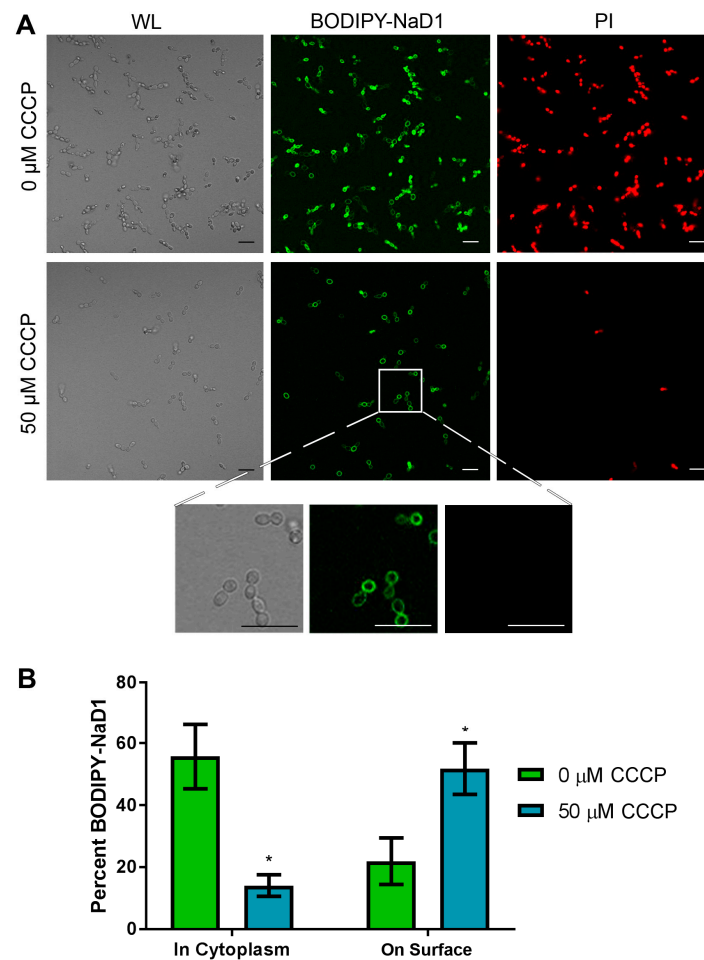 A
WL
BODIPY-NaD1
PI
0 μM CCCP
50 μM CCCP
B
Percent BODIPY-NaD1
80
60
40
20
0
*
*
In Cytoplasm
On Surface
0 μM CCCP
50 μM CCCP